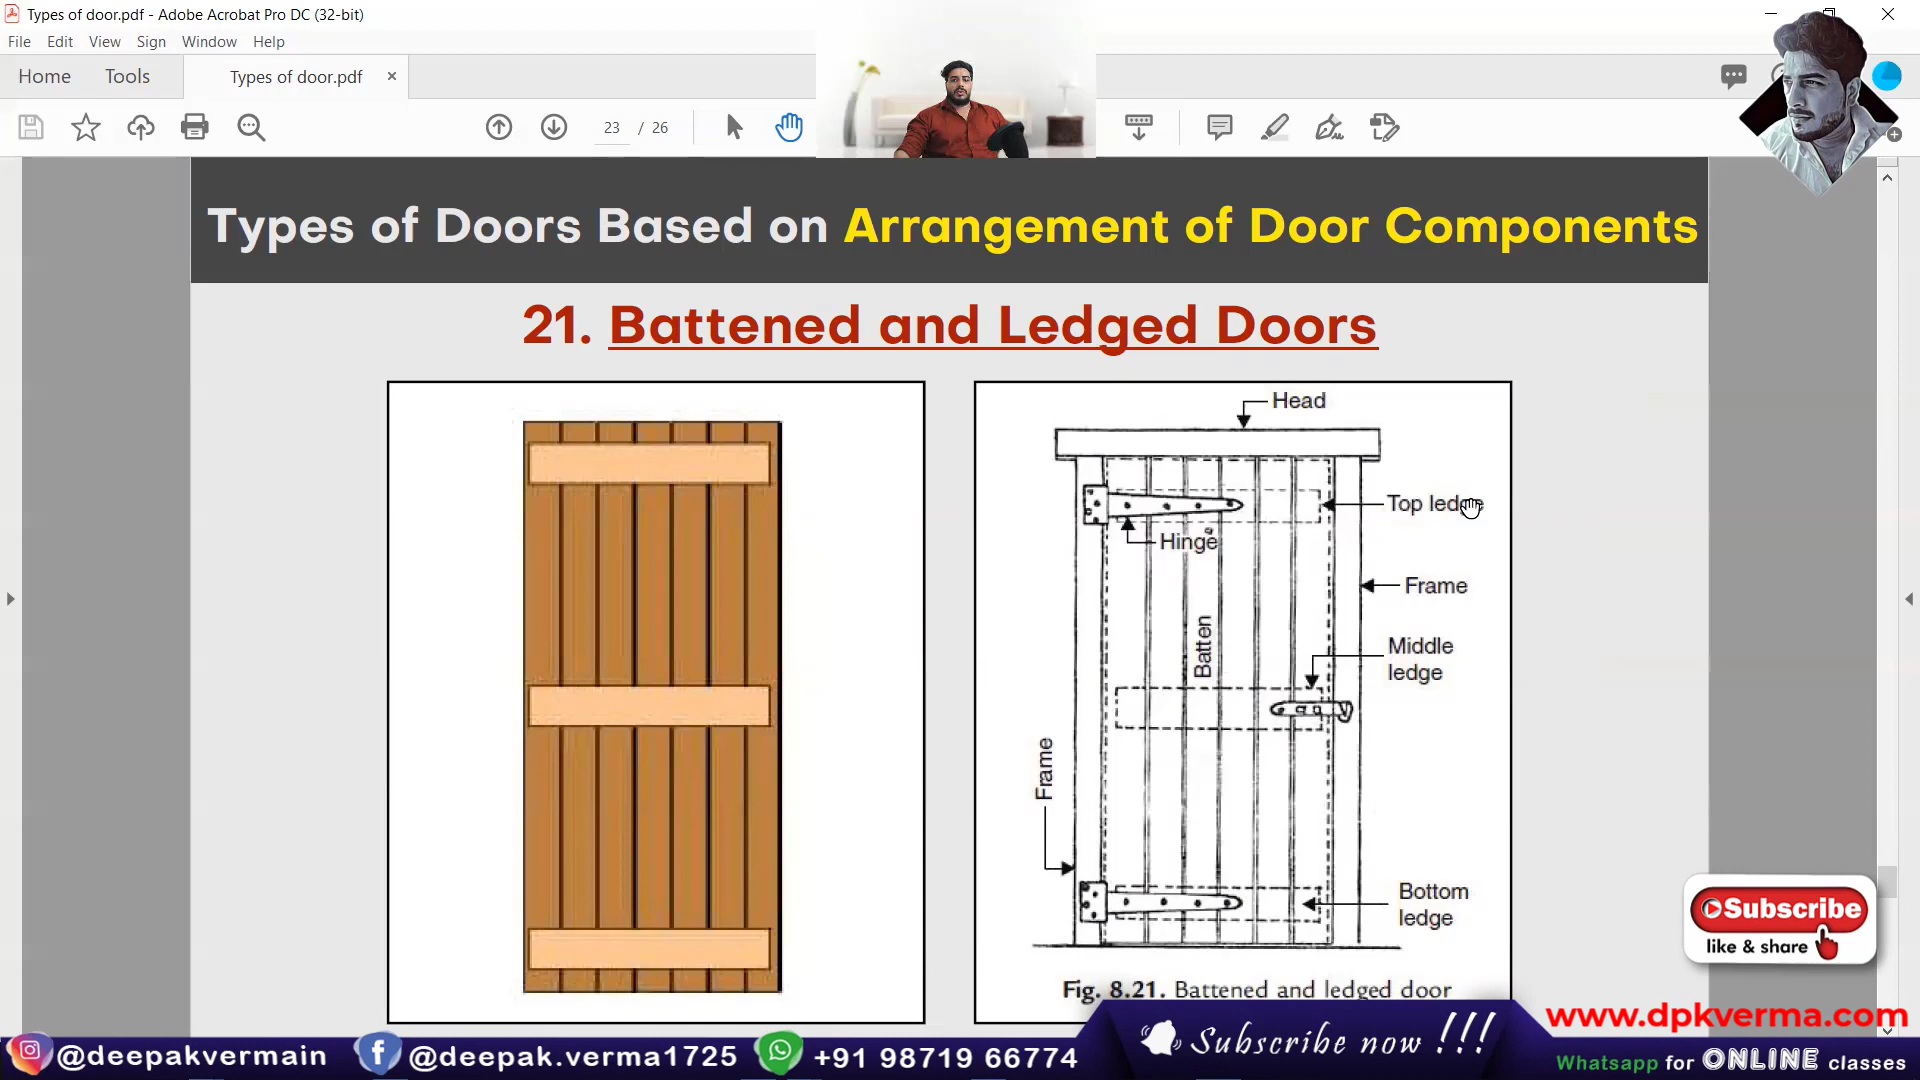 Types of door.pdf - Adobe Acrobat Pro DC (32-bit)
File Edit View Sign Window Help
Home Tools Types of door.pdf
23 / 26
Types of Doors Based on Arrangement of Door Components
21. Battened and Ledged Doors
Head
Top ledge
Hinge
Frame
Batten
Middle
ledge
Frame
Bottom
ledge
Fig. 8.21. Battened and ledged door
Subscribe
like & share
www.dpkverma.com
@deepakvermain @deepak.verma1725 +91 98719 66774 Subscribe now !!!
Whatsapp for ONLINE classes